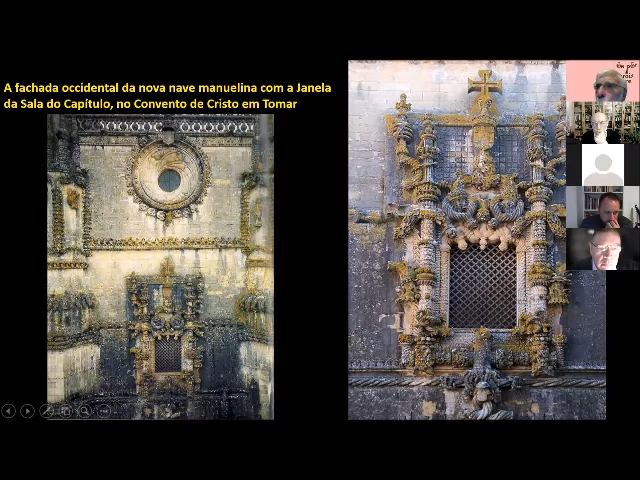 A fachada occidental da nova nave manuelina com a Janela
da Sala do Capítulo, no Convento de Cristo em Tomar